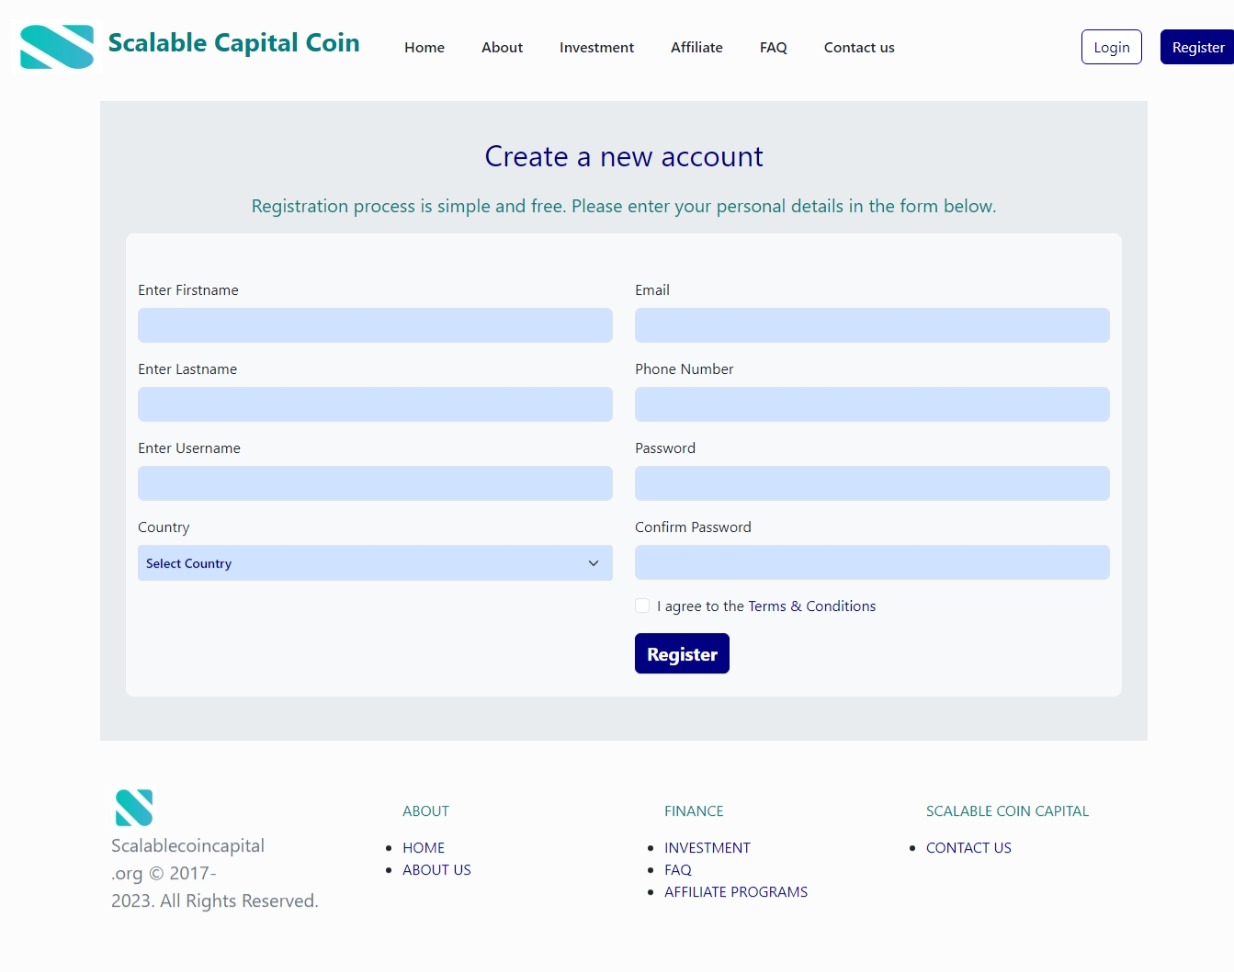 Scalable Capital Coin
Home About Investment Affiliate FAQ Contact us Login Register
Create a new account
Registration process is simple and free. Please enter your personal details in the form below.
Enter Firstname
Email
Enter Lastname
Phone Number
Enter Username
Password
Country
Confirm Password
Select Country
I agree to the Terms & Conditions
Register
Scalablecoincapital
.org © 2017-
2023. All Rights Reserved.
ABOUT
HOME
ABOUT US
FINANCE
INVESTMENT
FAQ
AFFILIATE PROGRAMS
SCALABLE COIN CAPITAL
CONTACT US